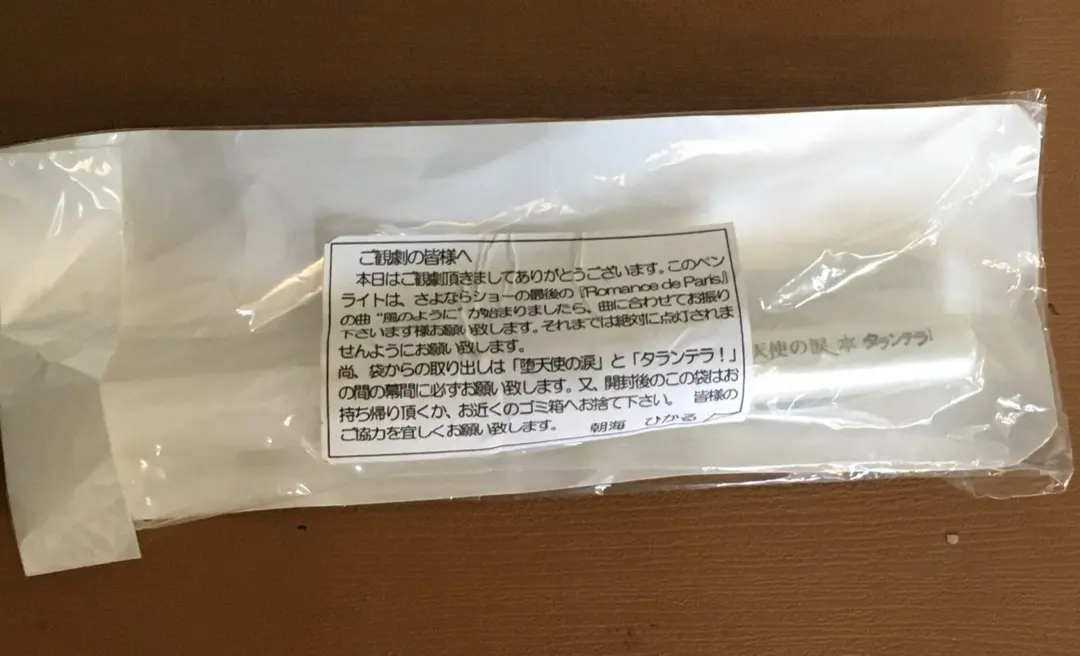 ご観劇の皆様へ
本日はご観劇頂きましてありがとうございます。このペン
ライトは、さよならショーの最後の『Romance de Paris』
の曲“風のように”が始まりましたら、曲に合わせてお振り
下さいます様お願い致します。それまでは絶対に点灯されま
せんようにお願い致します。
尚、袋からの取り出しは「堕天使の涙」と「タランテラ！」
の間の幕間に必ずお願い致します。又、開封後のこの袋はお
持ち帰り頂くか、お近くのゴミ箱へお捨て下さい。 皆様の
ご協力を宜しくお願い致します。 朝海 ひかる
天使の涙 ✡ タランテラ!